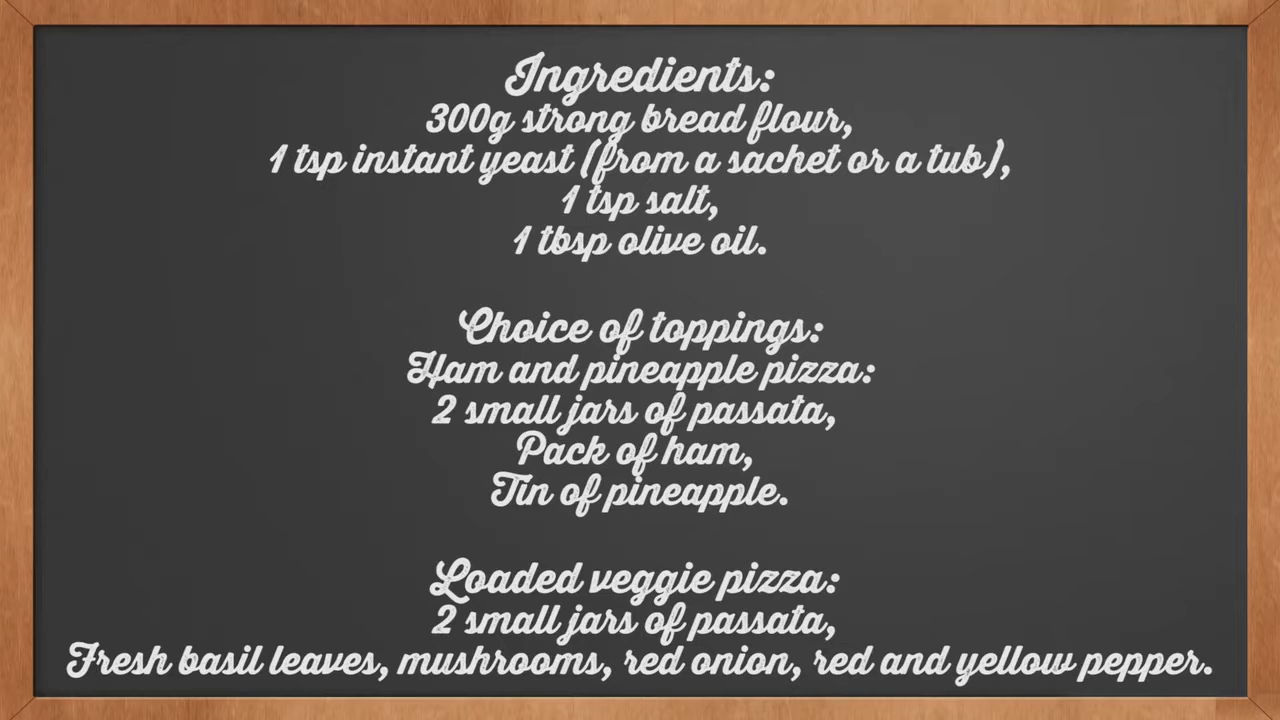 Ingredients:
300g strong bread flour,
1 tsp instant yeast (from a sachet or a tub),
1 tsp salt,
1 tbsp olive oil.
Choice of toppings:
Ham and pineapple pizza:
2 small jars of passata,
Pack of ham,
Tin of pineapple.
Loaded veggie pizza:
2 small jars of passata,
Fresh basil leaves, mushrooms, red onion, red and yellow pepper.